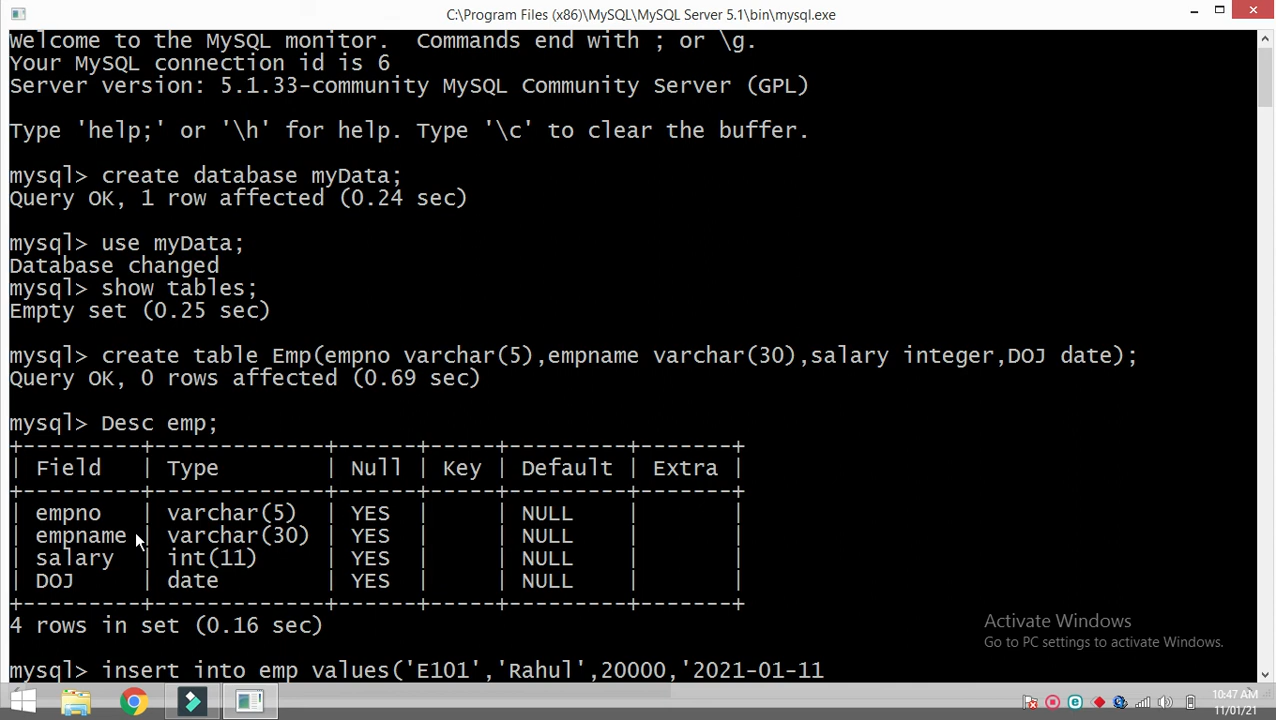 C:\Program Files (x86)\MySQL\MySQL Server 5.1\bin\mysql.exe
Welcome to the MySQL monitor.  Commands end with ; or \g.
Your MySQL connection id is 6
Server version: 5.1.33-community MySQL Community Server (GPL)
Type 'help;' or '\h' for help. Type '\c' to clear the buffer.
mysql> create database myData;
Query OK, 1 row affected (0.24 sec)
mysql> use myData;
Database changed
mysql> show tables;
Empty set (0.25 sec)
mysql> create table Emp(empno varchar(5),empname varchar(30),salary integer,DOJ date);
Query OK, 0 rows affected (0.69 sec)
mysql> Desc emp;
+---------+-------------+------+-----+---------+-------+
| Field   | Type        | Null | Key | Default | Extra |
+---------+-------------+------+-----+---------+-------+
| empno   | varchar(5)  | YES  |     | NULL    |       |
| empname | varchar(30) | YES  |     | NULL    |       |
| salary  | int(11)     | YES  |     | NULL    |       |
| DOJ     | date        | YES  |     | NULL    |       |
+---------+-------------+------+-----+---------+-------+
4 rows in set (0.16 sec)
Activate Windows
Go to PC settings to activate Windows.
mysql> insert into emp values('E101','Rahul',20000,'2021-01-11
10:47 AM
11/01/21